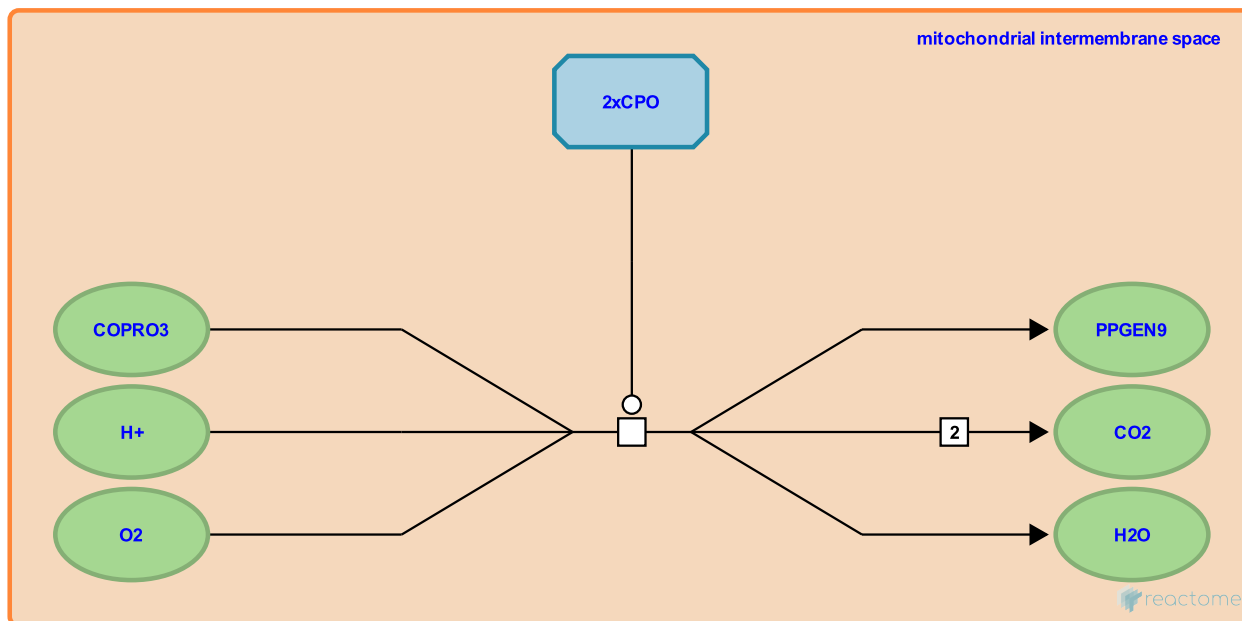 mitochondrial intermembrane space
2xCPO
COPRO3
PPGEN9
H+
2
CO2
O2
H2O
reactome